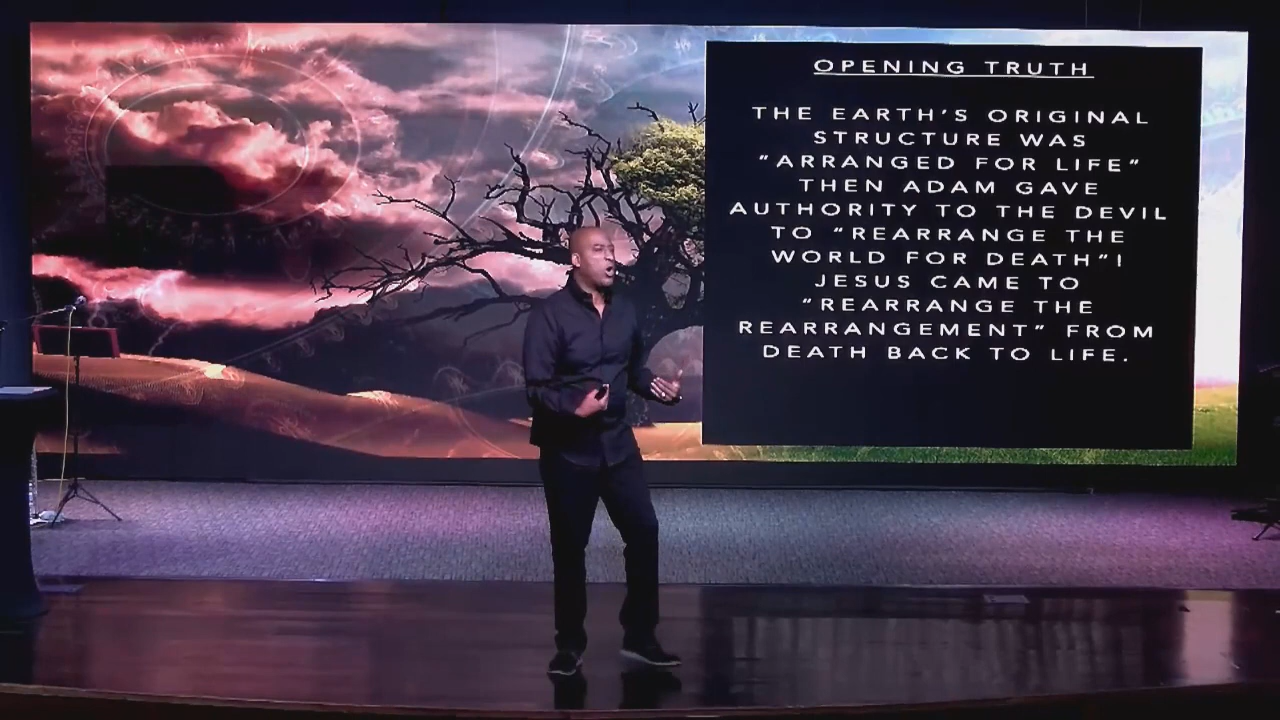 OPENING TRUTH
THE EARTH'S ORIGINAL
STRUCTURE WAS
"ARRANGED FOR LIFE"
THEN ADAM GAVE
AUTHORITY TO THE DEVIL
TO "REARRANGE THE
WORLD FOR DEATH"!
JESUS CAME TO
"REARRANGE THE
REARRANGEMENT" FROM
DEATH BACK TO LIFE.